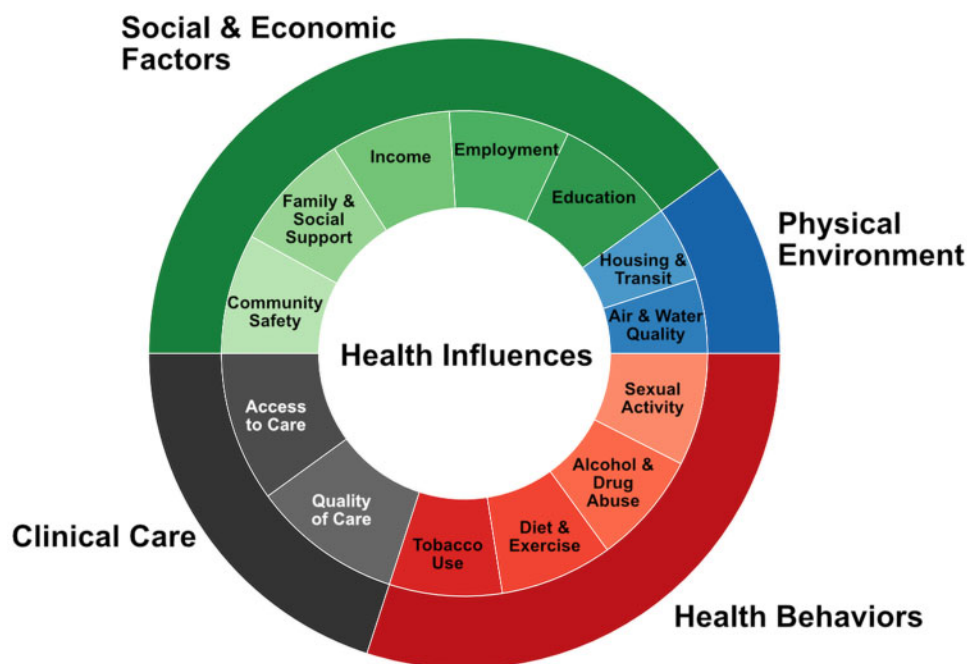 Social & Economic
Factors
Income
Employment
Education
Family &
Social
Support
Community
Safety
Physical
Environment
Housing &
Transit
Air & Water
Quality
Health Influences
Sexual
Activity
Alcohol &
Drug
Abuse
Diet &
Exercise
Tobacco
Use
Health Behaviors
Access
to Care
Quality
of Care
Clinical Care